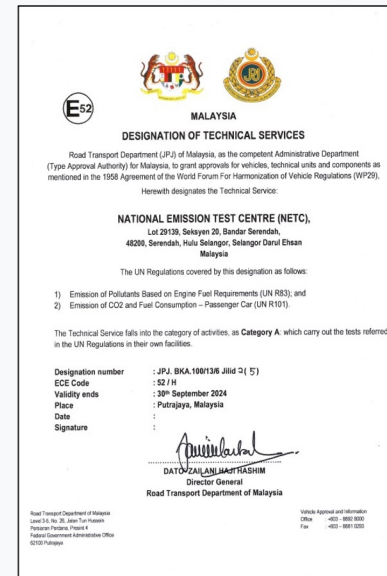 E52
MALAYSIA
DESIGNATION OF TECHNICAL SERVICES
Road Transport Department (JPJ) of Malaysia, as the competent Administrative Department
(Type Approval Authority) for Malaysia, to grant approvals for vehicles, technical units and components as
mentioned in the 1958 Agreement of the World Forum For Harmonization of Vehicle Regulations (WP29),
Herewith designates the Technical Service:
NATIONAL EMISSION TEST CENTRE (NETC),
Lot 29139, Seksyen 20, Bandar Serendah,
48200, Serendah, Hulu Selangor, Selangor Darul Ehsan
Malaysia
The UN Regulations covered by this designation as follows:
1) Emission of Pollutants Based on Engine Fuel Requirements (UN R83); and
2) Emission of CO2 and Fuel Consumption – Passenger Car (UN R101).
The Technical Service falls into the category of activities, as Category A: which carry out the tests referred
in the UN Regulations in their own facilities.
Designation number : JPJ. BKA.100/13/6 Jilid 2( 5 )
ECE Code : 52 / H
Validity ends : 30th September 2024
Place : Putrajaya, Malaysia
Date :
Signature :
DATO' ZAILANI HAJI HASHIM
Director General
Road Transport Department of Malaysia
Road Transport Department of Malaysia
Level 3-5, No. 26, Jalan Tun Hussein
Persiaran Perdana, Presint 4
Federal Government Administrative Office
62100 Putrajaya
Vehicle Approval and Information
Office : +603 - 8892 8000
Fax : +603 - 8881 0293